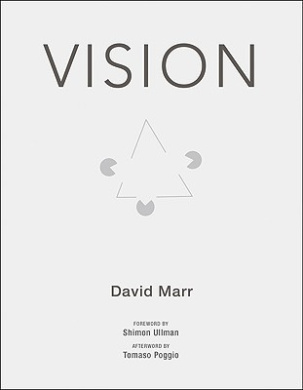 VISION
David Marr
FOREWORD BY
Shimon Ullman
AFTERWORD BY
Tomaso Poggio